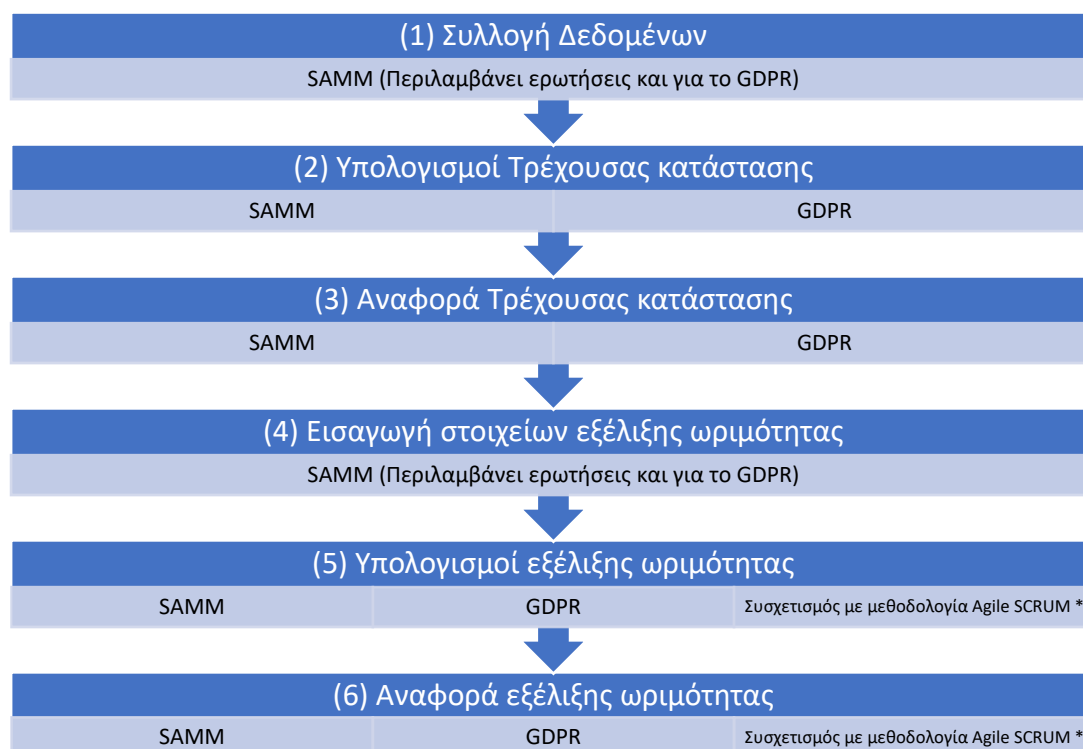 (1) Συλλογή Δεδομένων
SAMM (Περιλαμβάνει ερωτήσεις και για το GDPR)
(2) Υπολογισμοί Τρέχουσας κατάστασης
SAMM GDPR
(3) Αναφορά Τρέχουσας κατάστασης
SAMM GDPR
(4) Εισαγωγή στοιχείων εξέλιξης ωριμότητας
SAMM (Περιλαμβάνει ερωτήσεις και για το GDPR)
(5) Υπολογισμοί εξέλιξης ωριμότητας
SAMM GDPR Συσχετισμός με μεθοδολογία Agile SCRUM *
(6) Αναφορά εξέλιξης ωριμότητας
SAMM GDPR Συσχετισμός με μεθοδολογία Agile SCRUM *